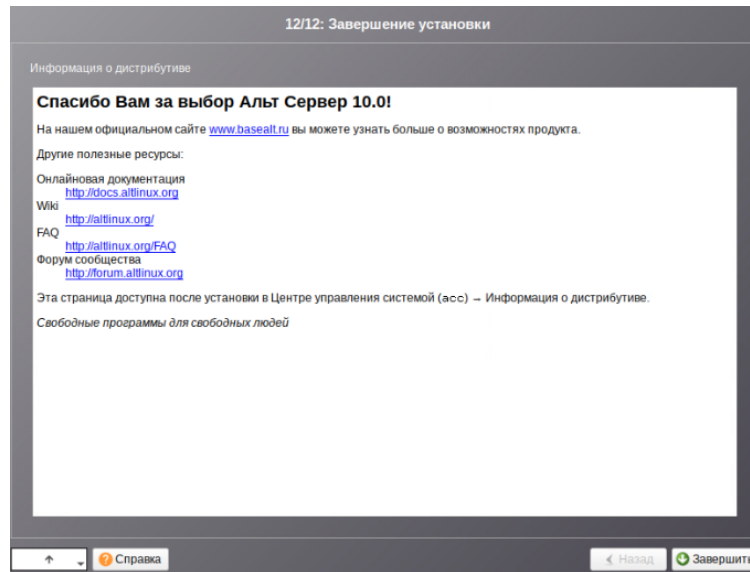 12/12: Завершение установки
Информация о дистрибутиве
Спасибо Вам за выбор Альт Сервер 10.0!
На нашем официальном сайте www.basealt.ru вы можете узнать больше о возможностях продукта.
Другие полезные ресурсы:
Онлайновая документация
http://docs.altlinux.org
Wiki
http://altlinux.org/
FAQ
http://altlinux.org/FAQ
Форум сообщества
http://forum.altlinux.org
Эта страница доступна после установки в Центре управления системой (acc) → Информация о дистрибутиве.
Свободные программы для свободных людей
Справка
Назад
Завершить